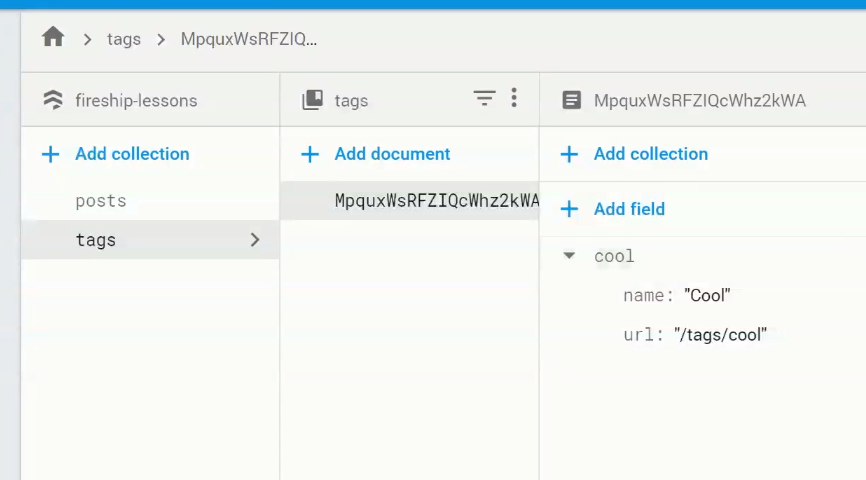 tags MpquxWsRFZIQ...
fireship-lessons
tags
MpquxWsRFZIQcWhz2kWA
Add collection
Add document
Add collection
posts
MpquxWsRFZIQcWhz2kWA
Add field
tags
cool
name: "Cool"
url: "/tags/cool"